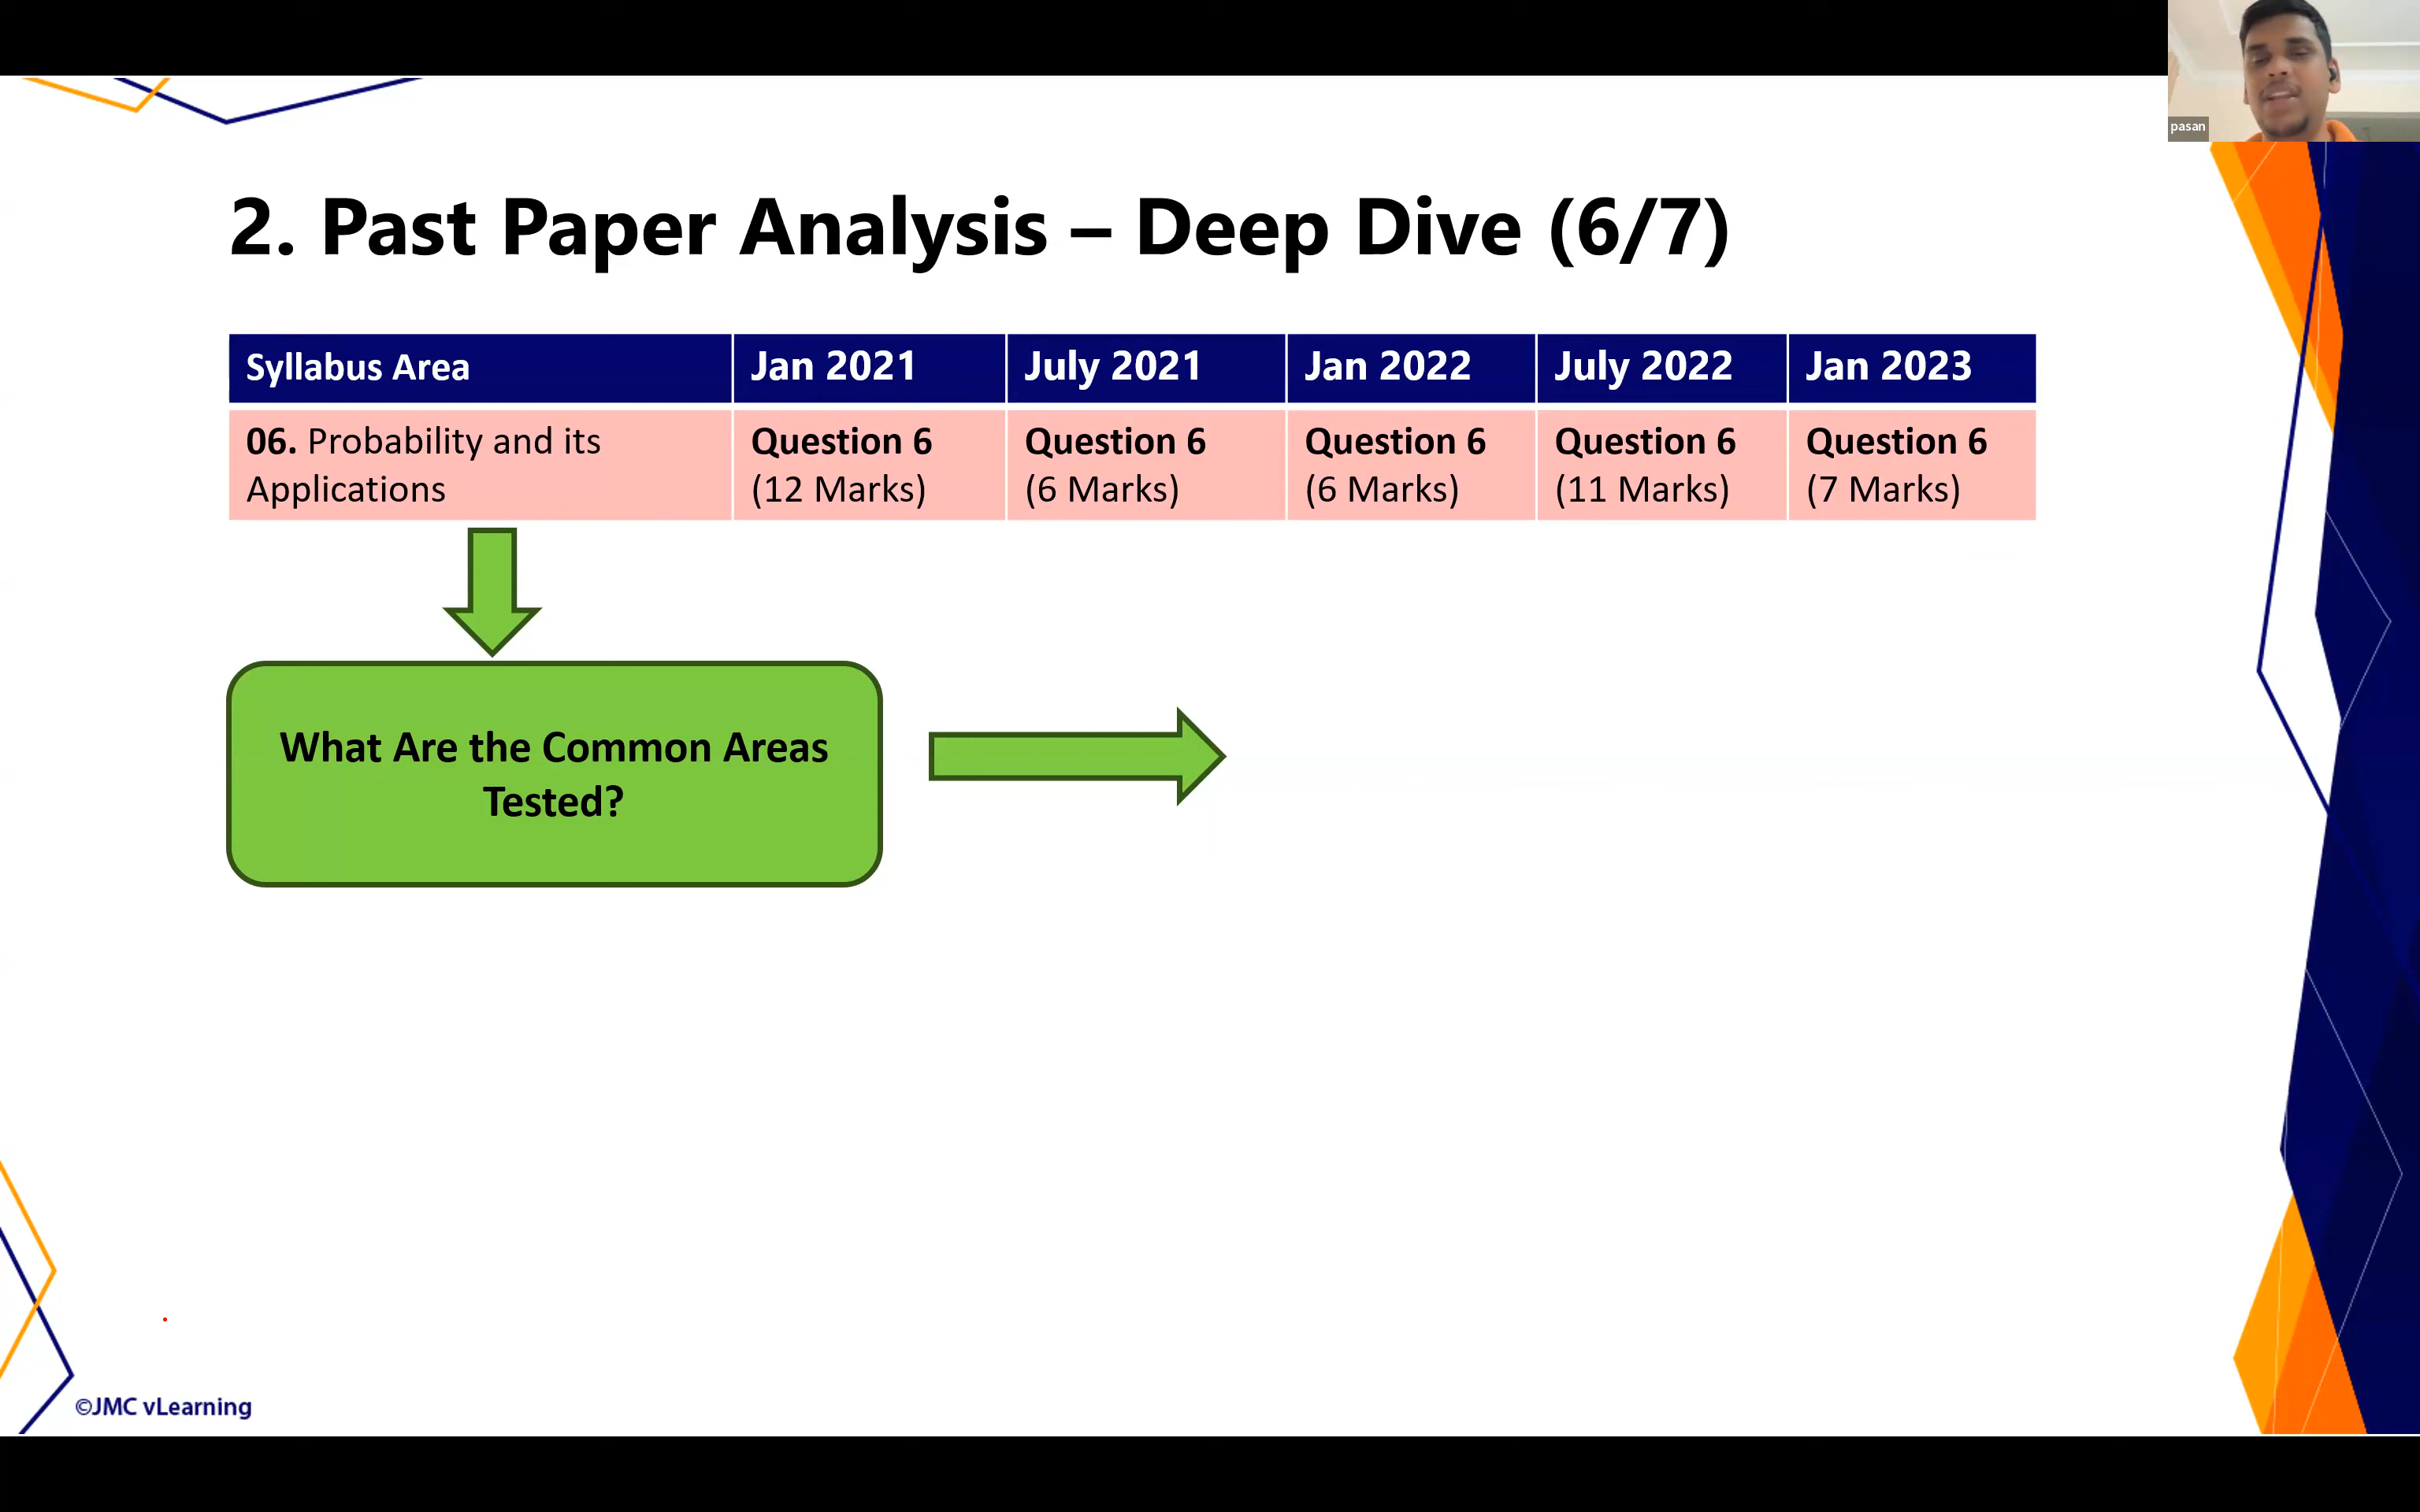 pasan
2. Past Paper Analysis – Deep Dive (6/7)
Syllabus Area Jan 2021 July 2021 Jan 2022 July 2022 Jan 2023
06. Probability and its Question 6 Question 6 Question 6 Question 6 Question 6
Applications (12 Marks) (6 Marks) (6 Marks) (11 Marks) (7 Marks)
What Are the Common Areas
Tested?
©JMC vLearning